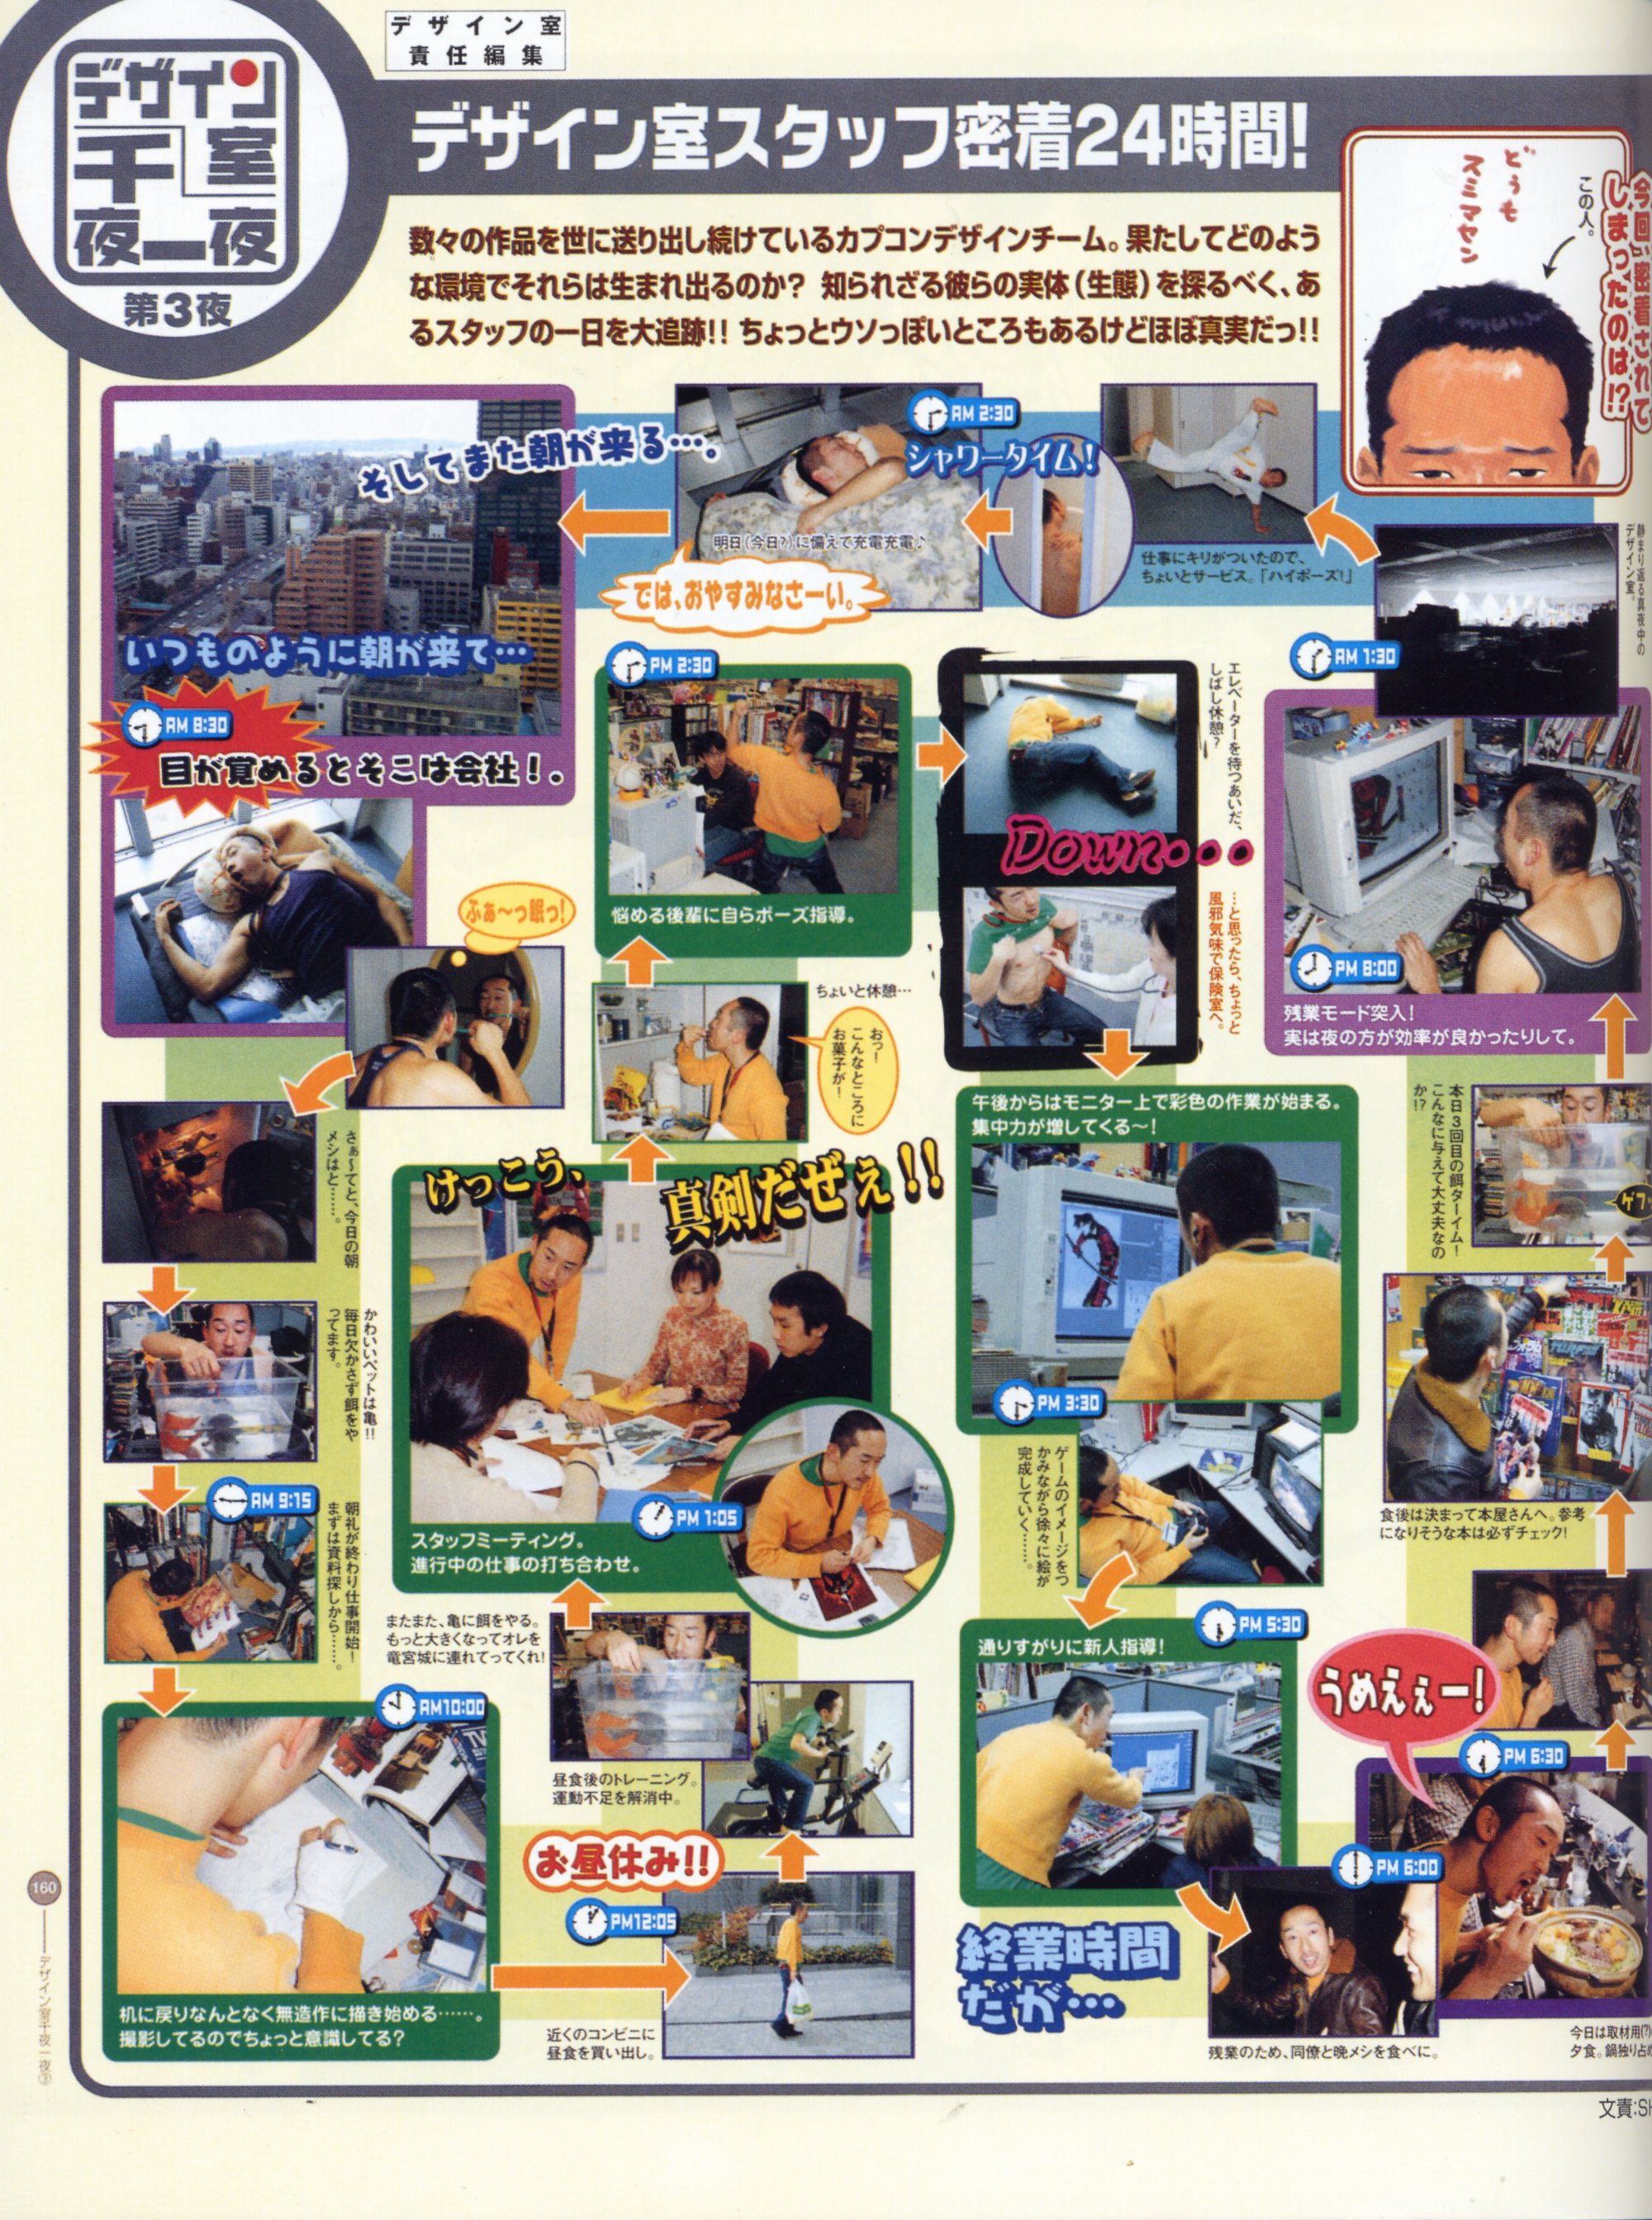 デザイン室
責任編集
デザイン
室
千
夜一夜
第3夜
デザイン室スタッフ密着24時間!
数々の作品を世に送り出し続けているカプコンデザインチーム。果たしてどのよう
な環境でそれらは生まれ出るのか? 知られざる彼らの実体(生態)を探るべく、あ
るスタッフの一日を大追跡!! ちょっとウソっぽいところもあるけどほぼ真実だっ!!
今回、密着されて
しまったのは!?
この人。
どうも
スミマセン
いつものように朝が来て…
AM 8:30
目が覚めるとそこは会社!。
ふぁ〜っ眠っ!
さぁ〜てと、今日の朝
メシはと……。
かわいいペットは亀!!
毎日欠かさず餌をや
ってます。
AM 9:15
朝礼が終わり仕事開始!
まずは資料探しから……。
AM10:00
机に戻りなんとなく無造作に描き始める……。
撮影してるのでちょっと意識してる?
お昼休み!!
PM12:05
近くのコンビニに
昼食を買い出し。
昼食後のトレーニング。
運動不足を解消中。
またまた、亀に餌をやる。
もっと大きくなってオレを
竜宮城に連れてってくれ!
けっこう、
真剣だぜぇ!!
PM 1:05
スタッフミーティング。
進行中の仕事の打ち合わせ。
ちょいと休憩…
おっ!
こんなところに
お菓子が!
PM 2:30
悩める後輩に自らポーズ指導。
エレベーターを待つあいだ、
しばし休憩?
Down・・・
…と思ったら、ちょっと
風邪気味で保険室へ。
午後からはモニター上で彩色の作業が始まる。
集中力が増してくる〜!
PM 3:30
ゲームのイメージをつ
かみながら徐々に絵が
完成していく……。
PM 5:30
通りすがりに新人指導!
終業時間
だが…
PM 6:00
残業のため、同僚と晩メシを食べに。
うめえぇー!
PM 6:30
今日は取材用(?)
夕食。鍋独り占め
食後は決まって本屋さんへ。参考
になりそうな本は必ずチェック!
本日3回目の餌ターイム!
こんなに与えて大丈夫なの
か!?
ゲフ
PM 8:00
残業モード突入!
実は夜の方が効率が良かったりして。
AM 1:30
静まり返る真夜中の
デザイン室。
仕事にキリがついたので、
ちょいとサービス。「ハイポーズ!」
AM 2:30
シャワータイム!
明日(今日?)に備えて充電充電♪
では、おやすみなさーい。
そしてまた朝が来る…。
160
デザイン室千夜一夜③
文責:SH